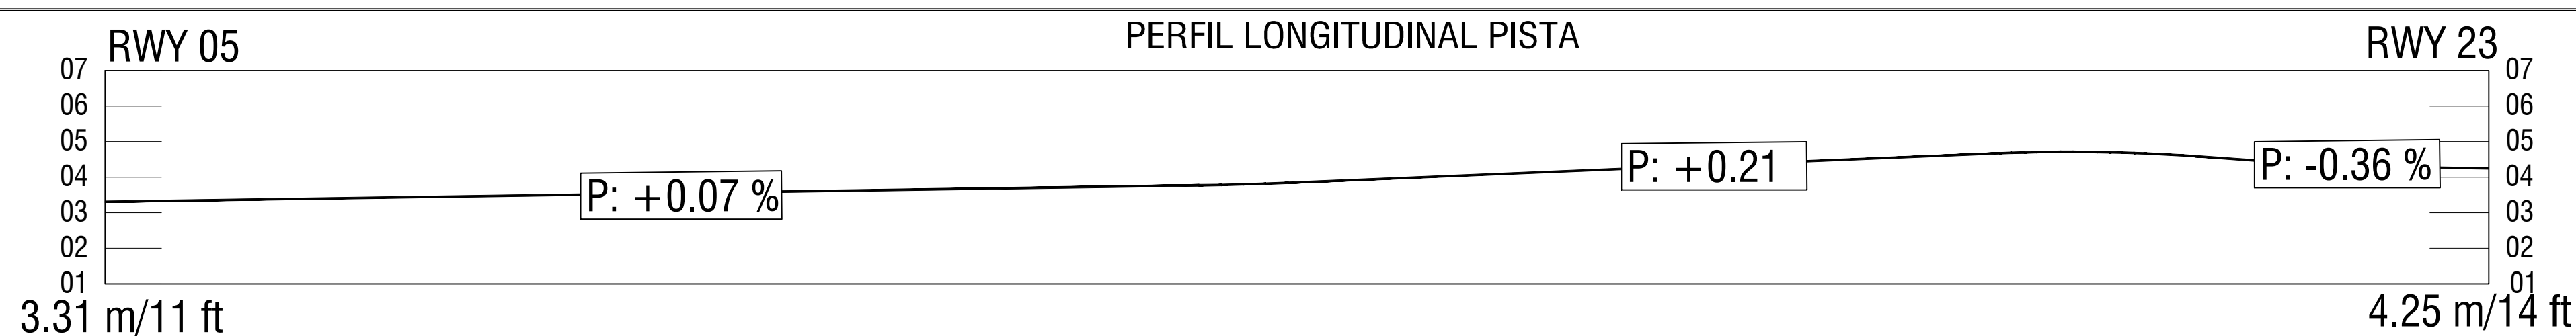 PERFIL LONGITUDINAL PISTA
RWY 05
RWY 23
07
07
06
06
05
05
04
04
03
03
02
02
01
01
P: +0.07 %
P: +0.21
P: -0.36 %
3.31 m/11 ft
4.25 m/14 ft